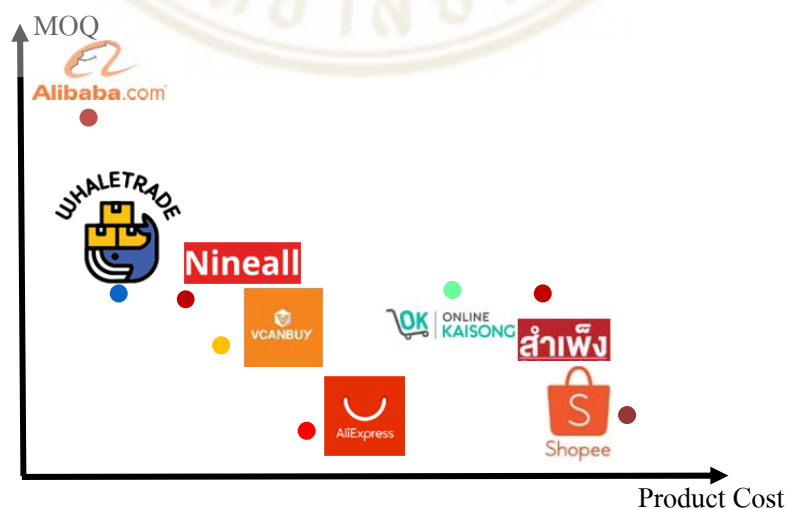 MOQ
Alibaba.com
WHALETRADE
Nineall
VCANBUY
OK ONLINE
KAISONG
สำเพ็ง
AliExpress
S
Shopee
Product Cost